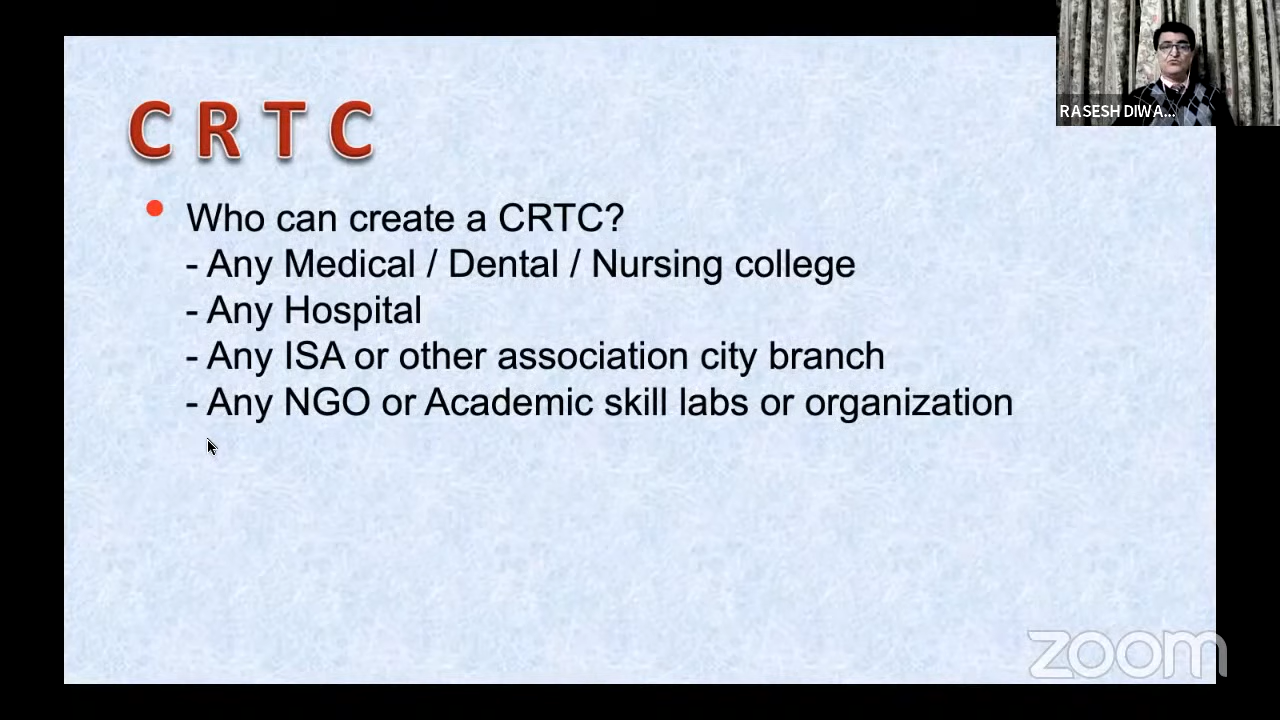 RASESH DIWA...
C R T C
• Who can create a CRTC?
- Any Medical / Dental / Nursing college
- Any Hospital
- Any ISA or other association city branch
- Any NGO or Academic skill labs or organization
zoom